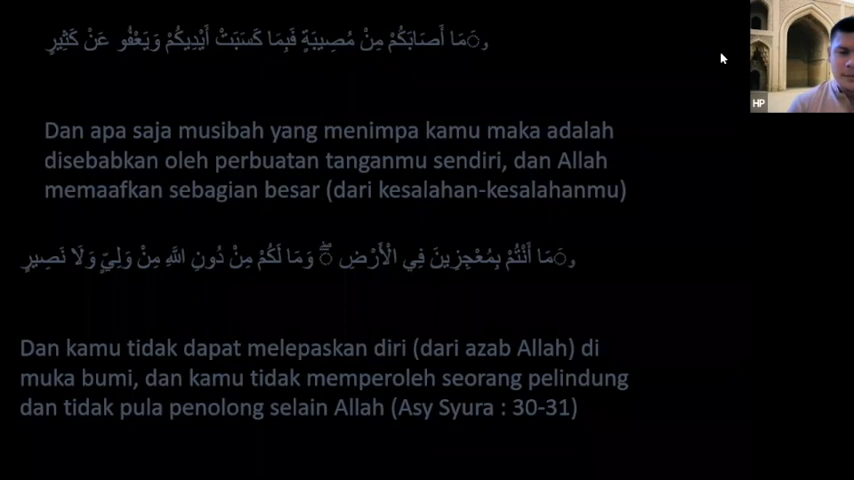 وَمَا أَصَابَكُمْ مِنْ مُصِيبَةٍ فَبِمَا كَسَبَتْ أَيْدِيكُمْ وَيَعْفُو عَنْ كَثِيرٍ
HP
Dan apa saja musibah yang menimpa kamu maka adalah
disebabkan oleh perbuatan tanganmu sendiri, dan Allah
memaafkan sebagian besar (dari kesalahan-kesalahanmu)
وَمَا أَنْتُمْ بِمُعْجِزِينَ فِي الْأَرْضِ ۖ وَمَا لَكُمْ مِنْ دُونِ اللَّهِ مِنْ وَلِيٍّ وَلَا نَصِيرٍ
Dan kamu tidak dapat melepaskan diri (dari azab Allah) di
muka bumi, dan kamu tidak memperoleh seorang pelindung
dan tidak pula penolong selain Allah (Asy Syura : 30-31)